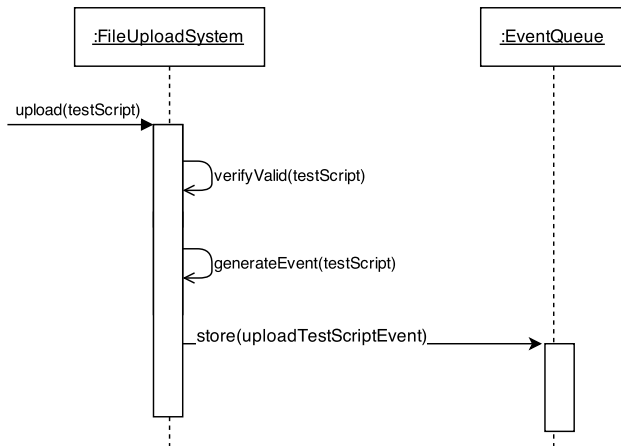 :FileUploadSystem
:EventQueue
upload(testScript)
verifyValid(testScript)
generateEvent(testScript)
store(uploadTestScriptEvent)